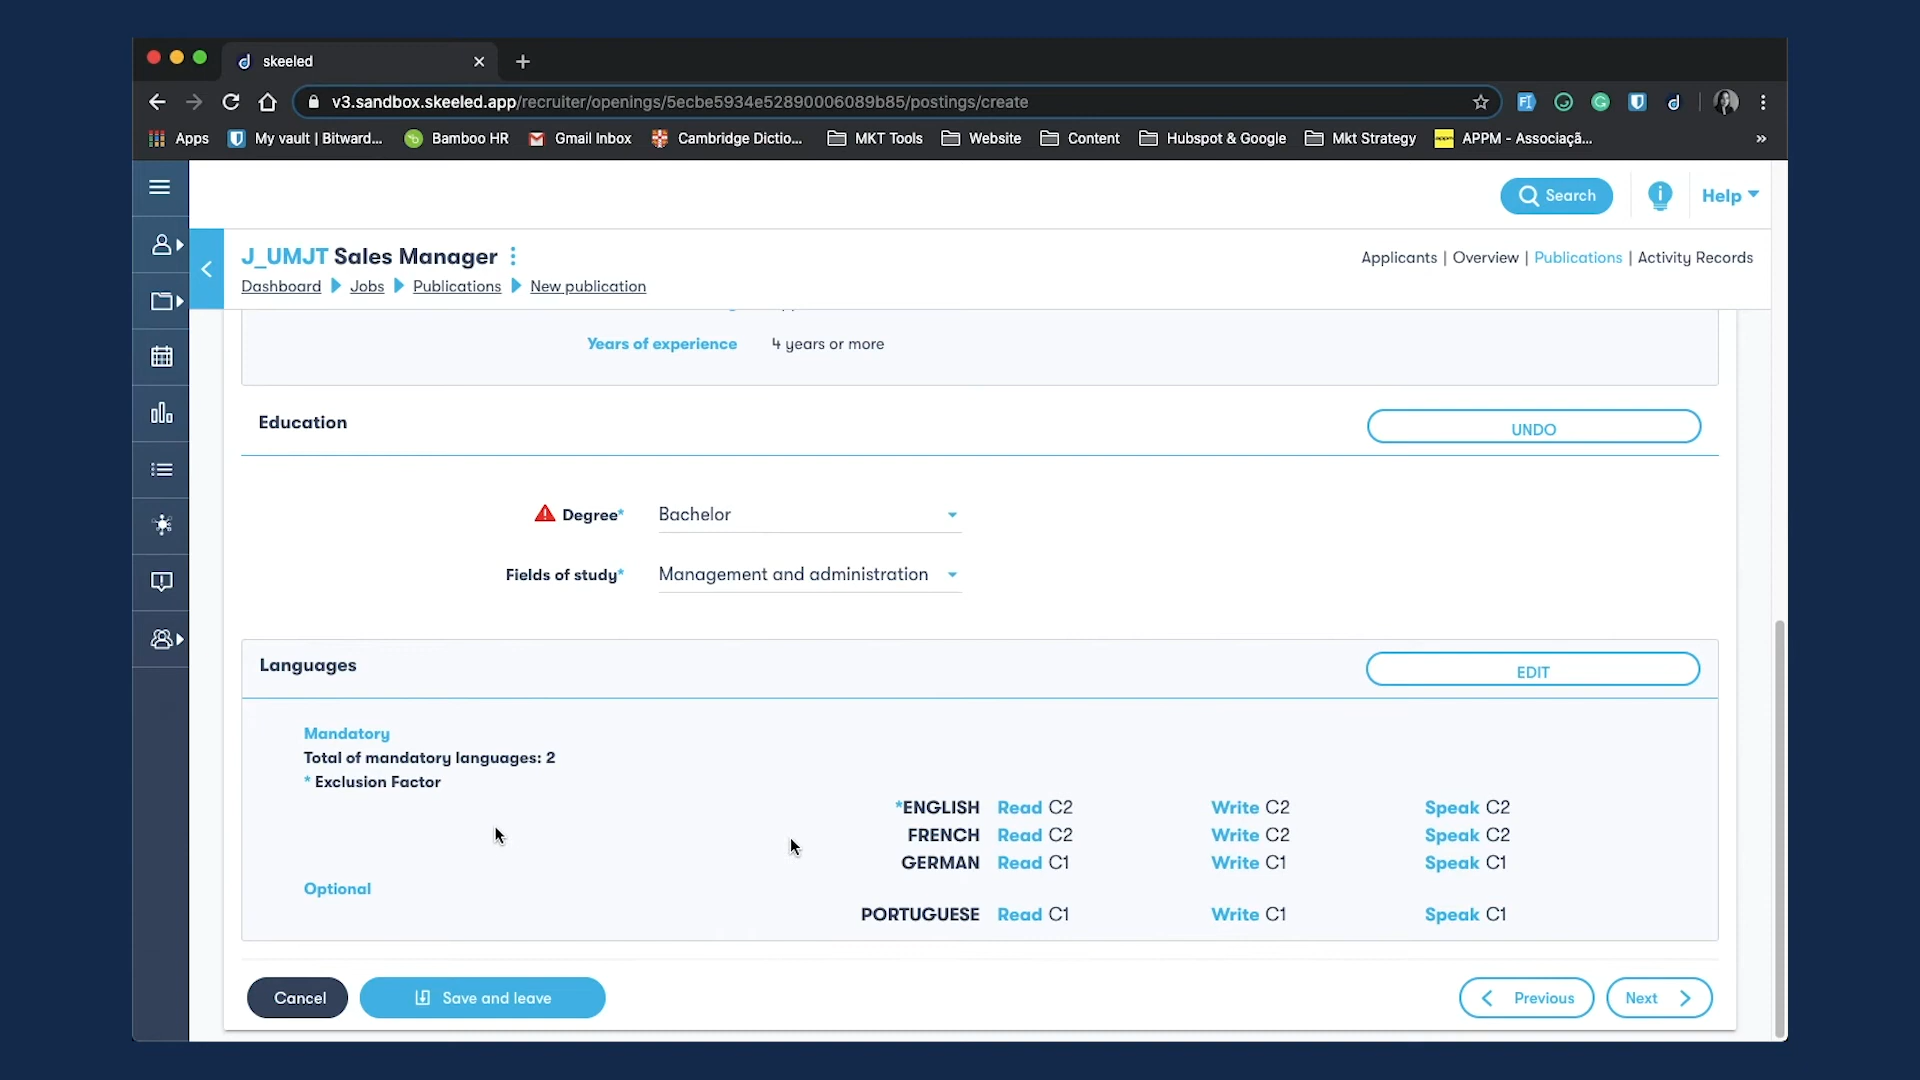 skeeled
v3.sandbox.skeeled.app/recruiter/openings/5ecbe5934e52890006089b85/postings/create
Apps My vault | Bitward... Bamboo HR Gmail Inbox Cambridge Dictio... MKT Tools Website Content Hubspot & Google Mkt Strategy APPM - Associaçã... »
Search Help
J_UMJT Sales Manager
Applicants | Overview | Publications | Activity Records
Dashboard Jobs Publications New publication
Years of experience 4 years or more
Education UNDO
Degree* Bachelor
Fields of study* Management and administration
Languages EDIT
Mandatory
Total of mandatory languages: 2
* Exclusion Factor
*ENGLISH Read C2 Write C2 Speak C2
FRENCH Read C2 Write C2 Speak C2
GERMAN Read C1 Write C1 Speak C1
Optional
PORTUGUESE Read C1 Write C1 Speak C1
Cancel Save and leave Previous Next